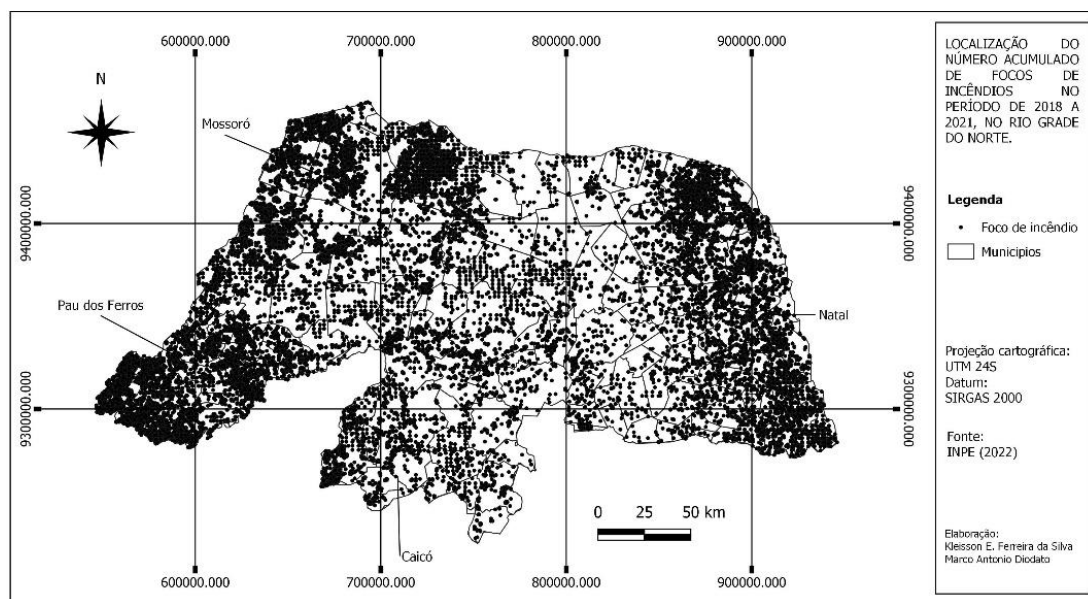 600000.000
700000.000
800000.000
900000.000
N
Mossoró
9400000.000
9400000.000
Pau dos Ferros
Natal
9300000.000
9300000.000
0 25 50 km
Caicó
600000.000
700000.000
800000.000
900000.000
LOCALIZAÇÃO DO
NÚMERO ACUMULADO
DE FOCOS DE
INCÊNDIOS NO
PERÍODO DE 2018 A
2021, NO RIO GRADE
DO NORTE.
Legenda
Foco de incêndio
Municipios
Projeção cartográfica:
UTM 24S
Datum:
SIRGAS 2000
Fonte:
INPE (2022)
Elaboração:
Kleisson E. Ferreira da Silva
Marco Antonio Diodato